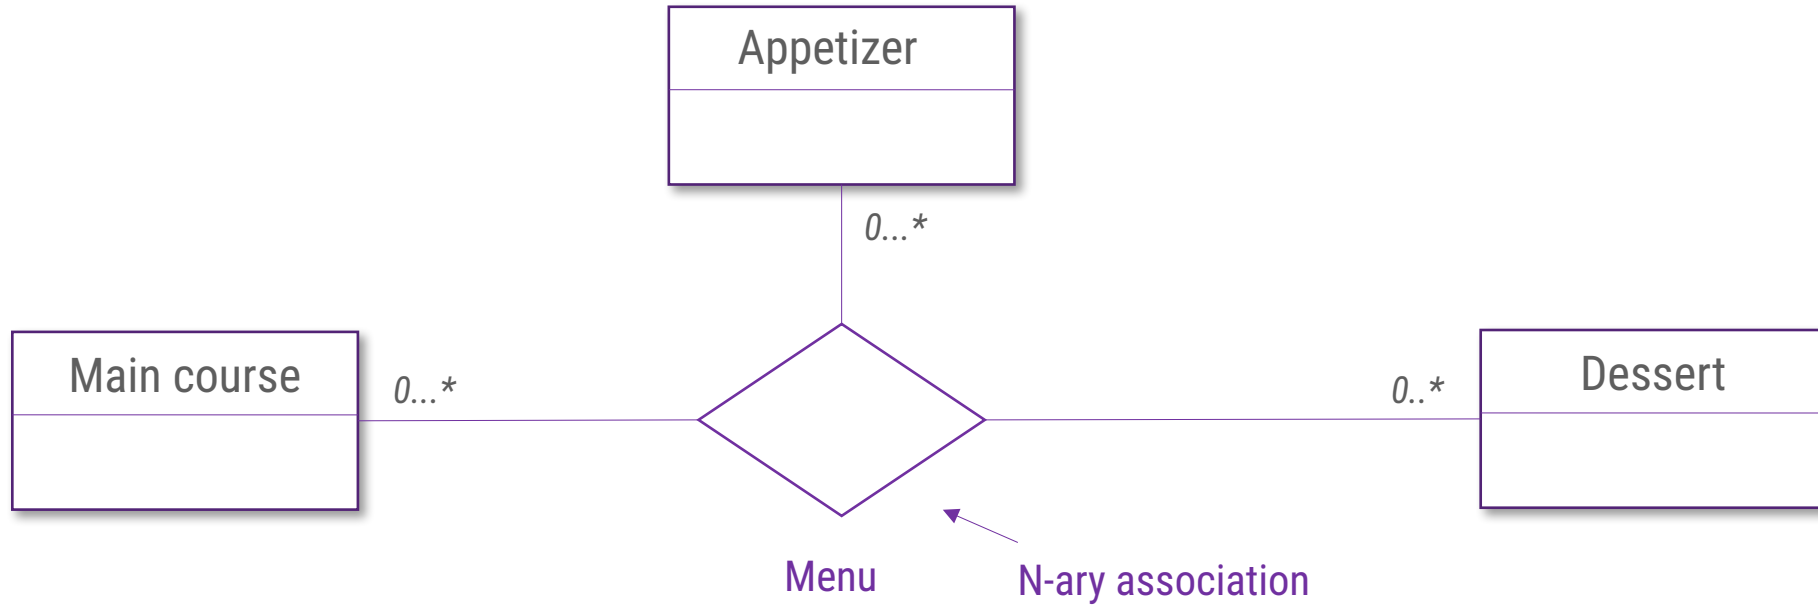 Appetizer
0...*
Main course
0...*
0..*
Dessert
Menu
N-ary association